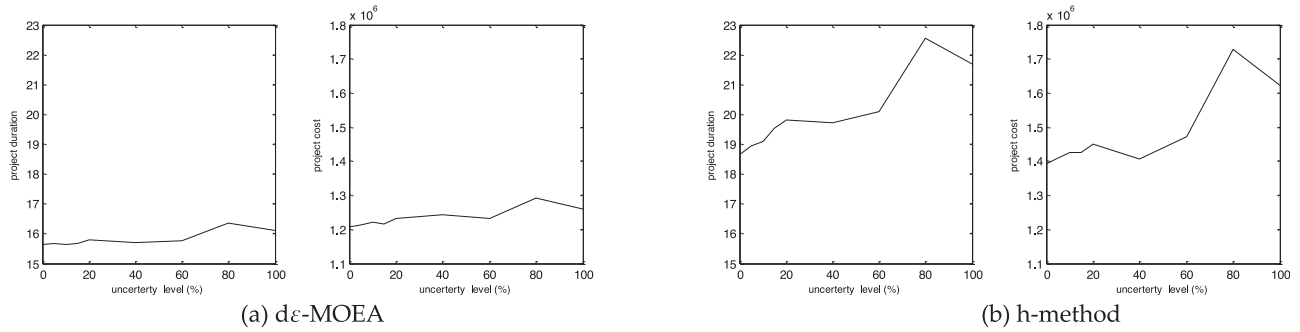 23
22
21
20
19
18
17
16
15
project duration
0 20 40 60 80 100
uncerterty level (%)
x 10^6
1.8
1.7
1.6
1.5
1.4
1.3
1.2
1.1
project cost
0 20 40 60 80 100
uncerterty level (%)
(a) dε-MOEA
23
22
21
20
19
18
17
16
15
project duration
0 20 40 60 80 100
uncerterty level (%)
x 10^6
1.8
1.7
1.6
1.5
1.4
1.3
1.2
1.1
project cost
0 20 40 60 80 100
uncerterty level (%)
(b) h-method